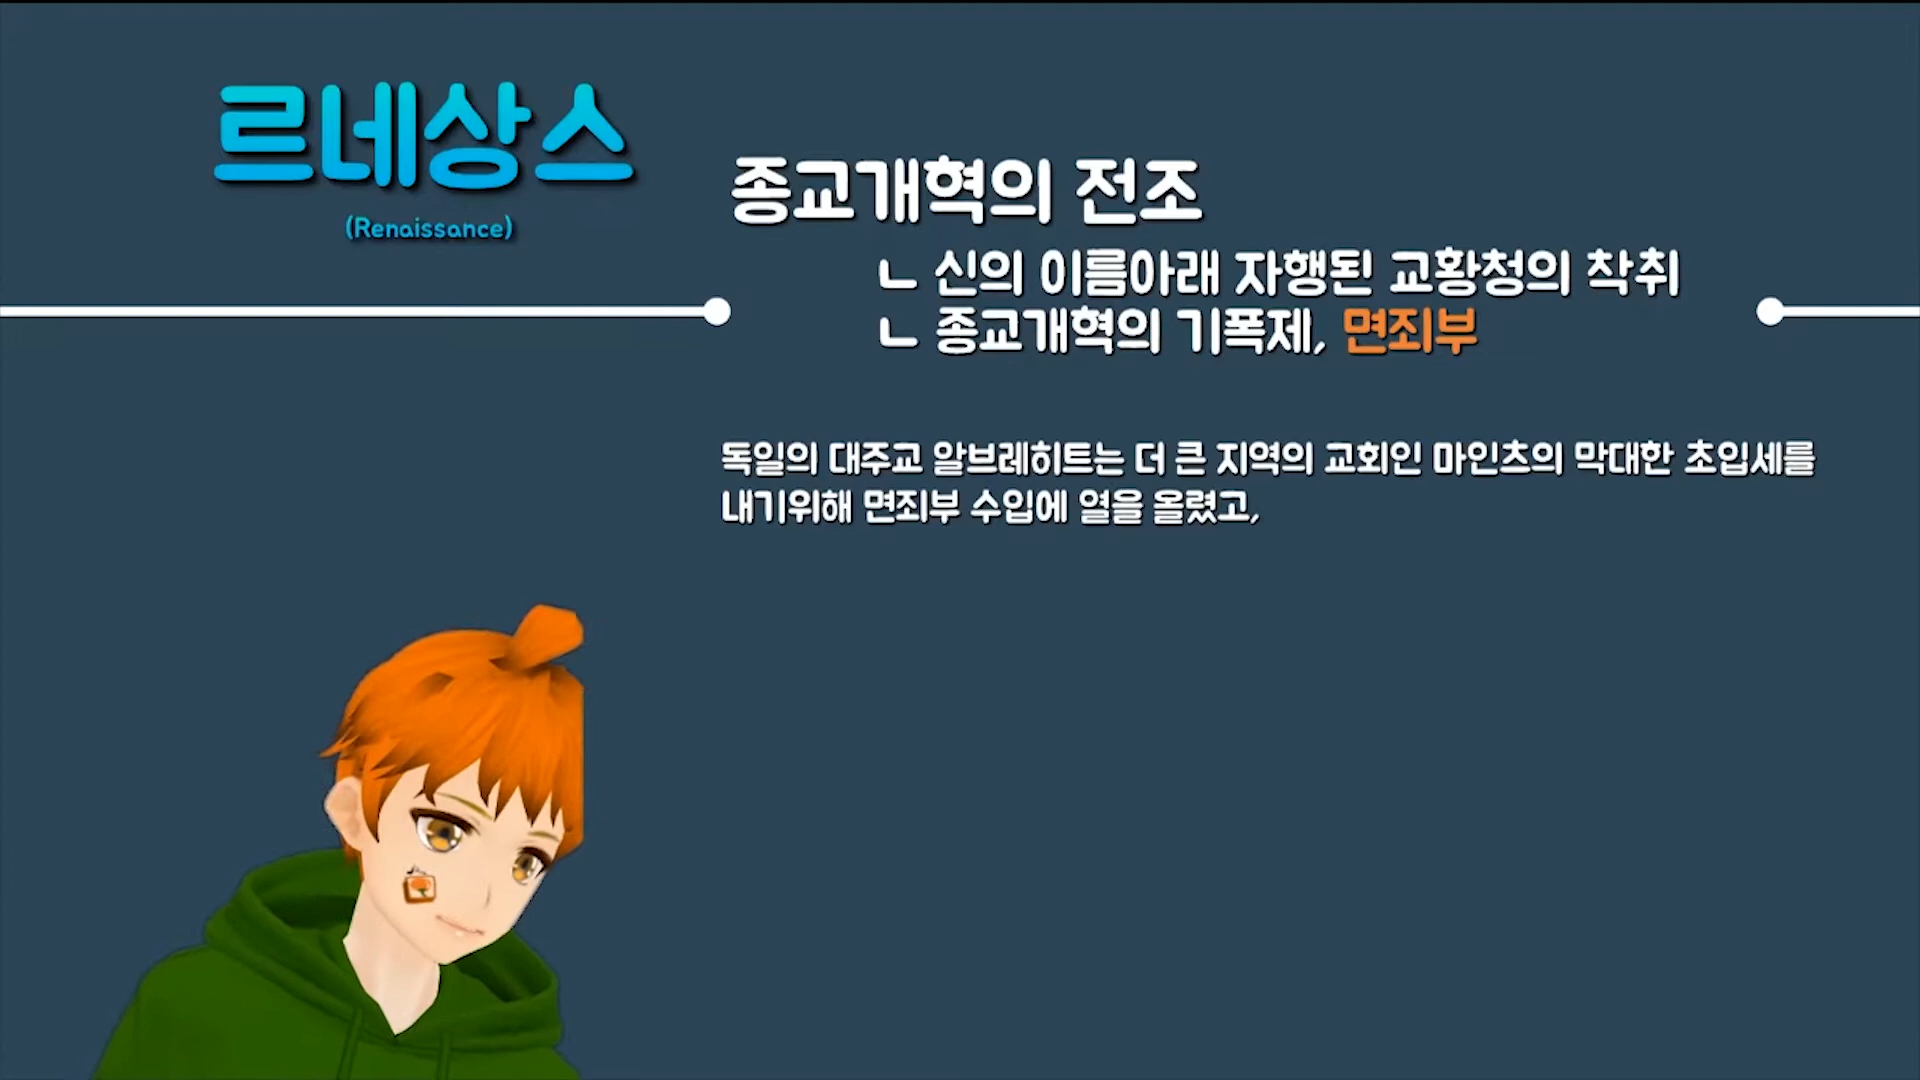 르네상스
(Renaissance)
종교개혁의 전조
ㄴ 신의 이름아래 자행된 교황청의 착취
ㄴ 종교개혁의 기폭제, 면죄부
독일의 대주교 알브레히트는 더 큰 지역의 교회인 마인츠의 막대한 초입세를
내기위해 면죄부 수입에 열을 올렸고,